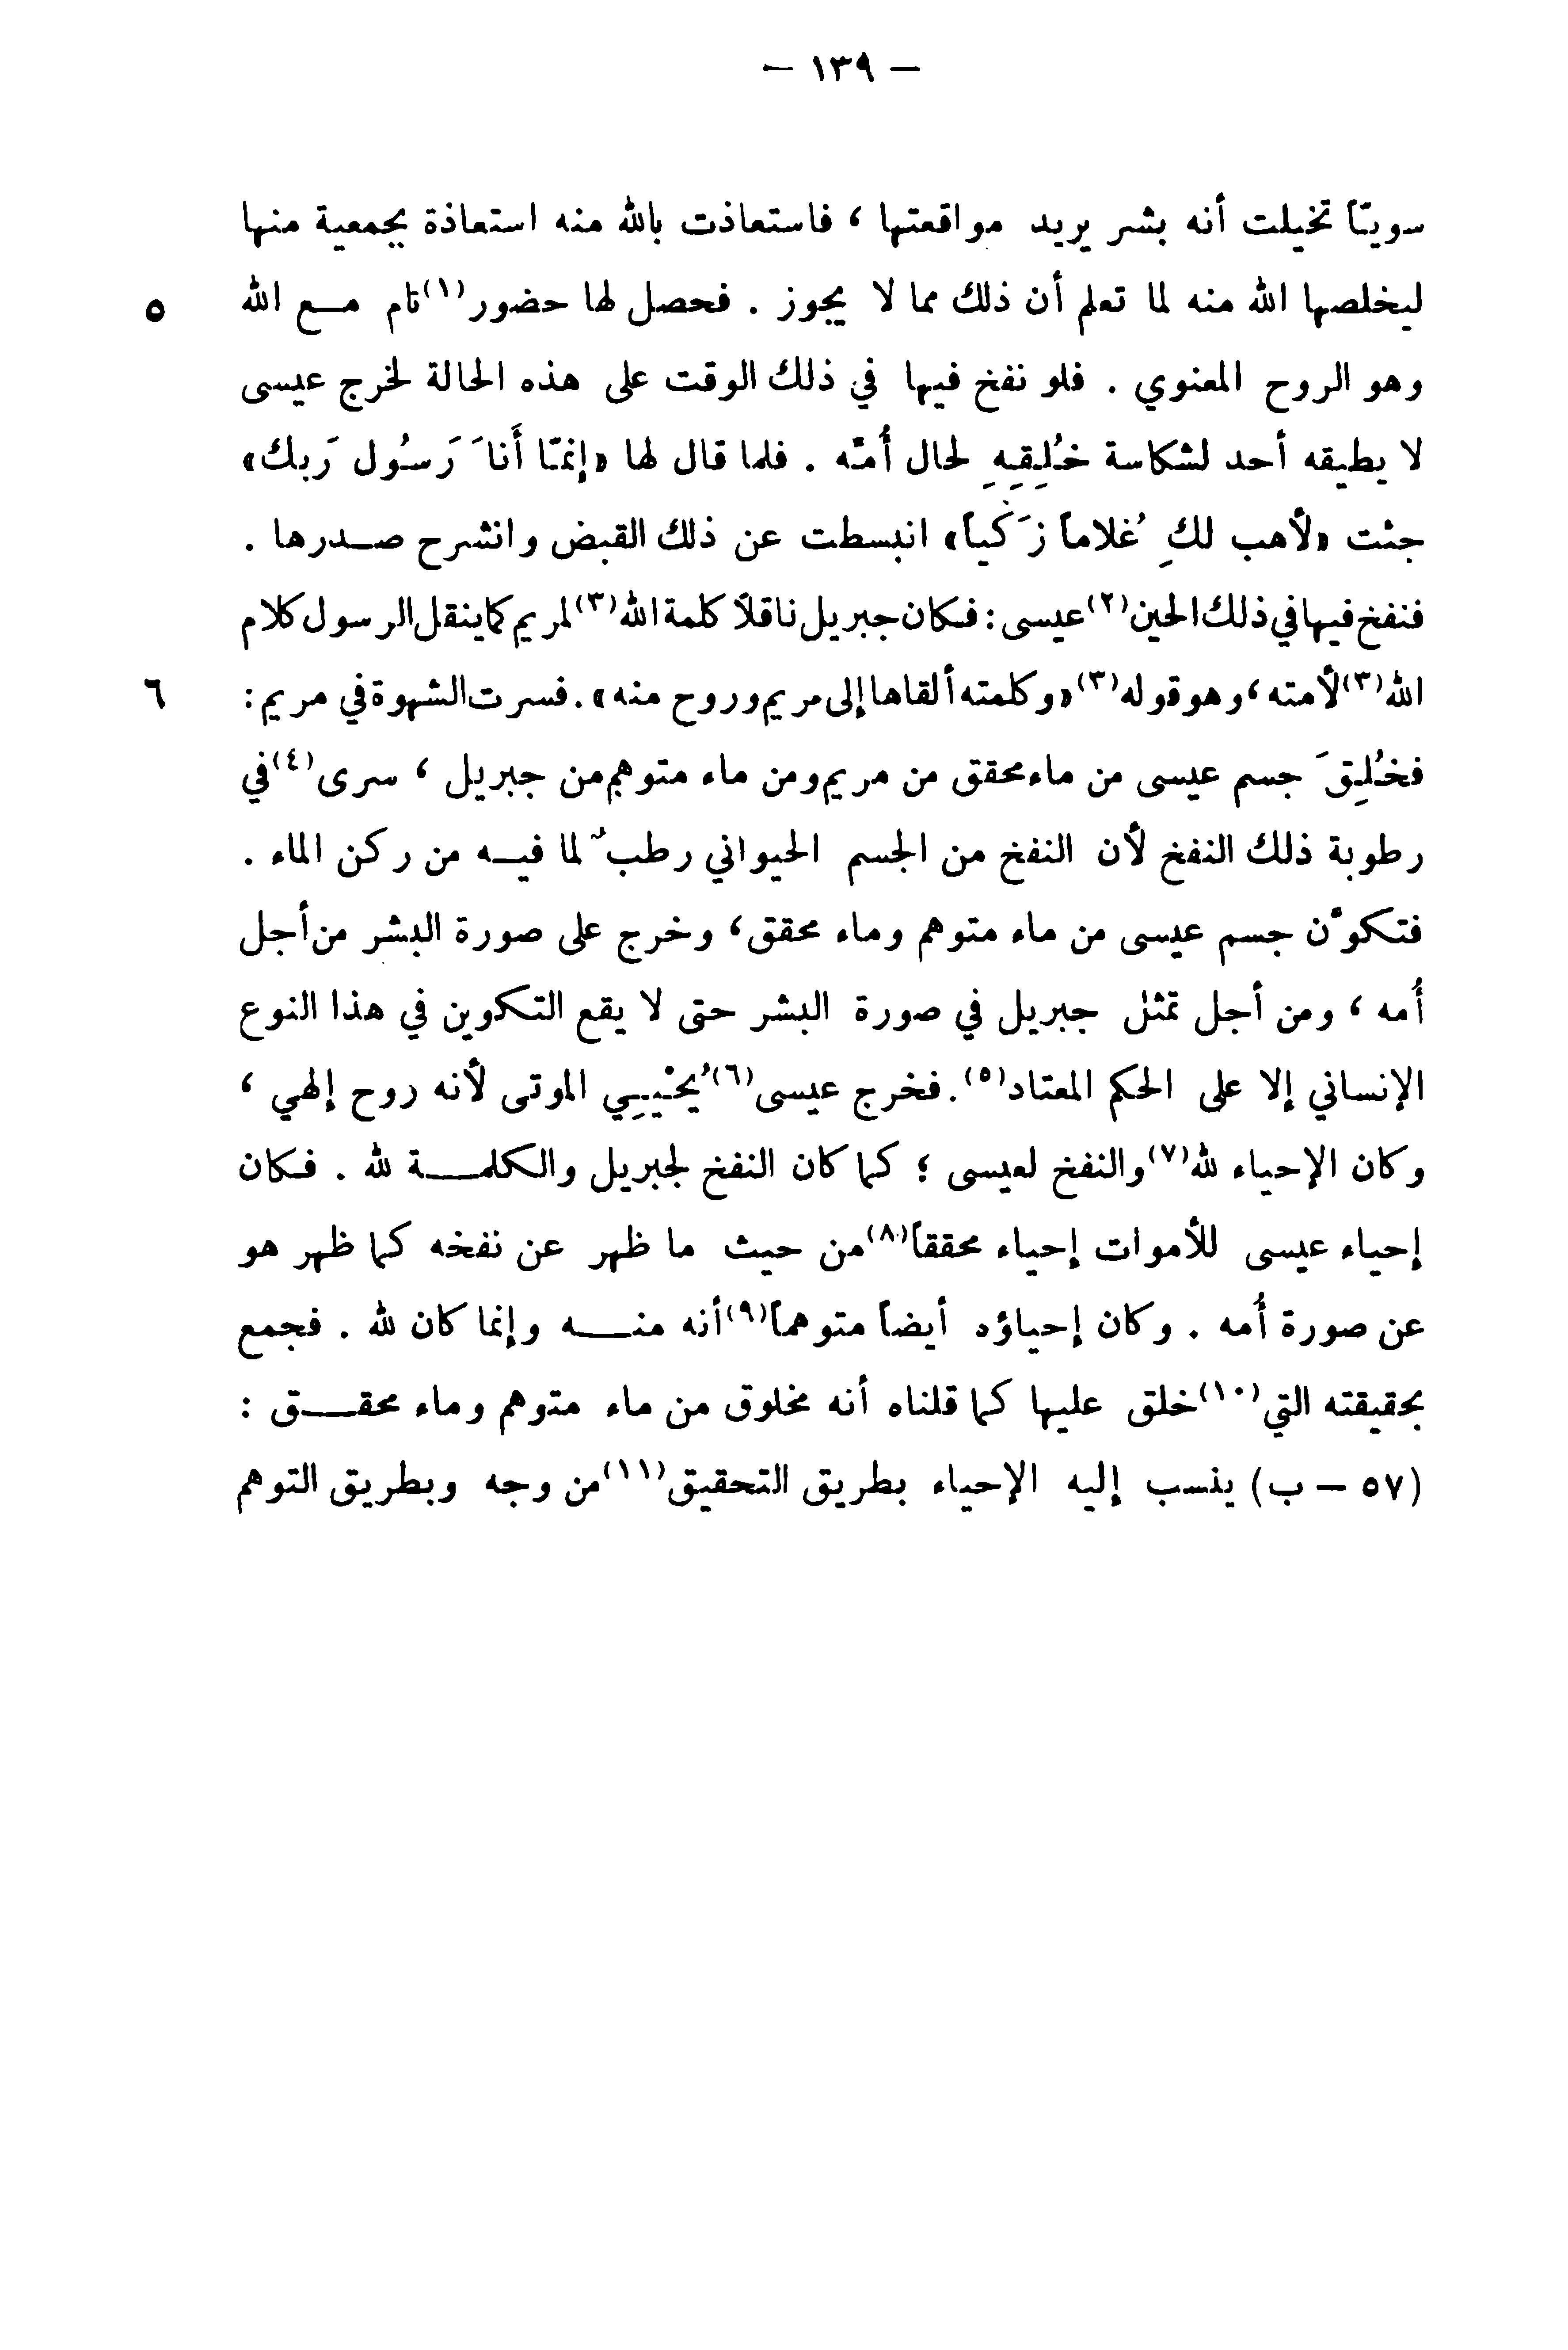 — ١٣٩ —
سويًّا تخيلت أنه بشر يريد مواقعتها ، فاستعاذت بالله منه استعاذة بجمعية منها
ليخلصها الله منه لما تعلم أن ذلك مما لا يجوز . فحصل لها حضور(١) تام مـع الله ٥
وهو الروح المعنوي . فلو نفخ فيها في ذلك الوقت على هذه الحالة لخرج عيسى
لا يطيقه أحد لشكاسة خُلِقِهِ لحال أُمّه . فلما قال لها «إنمّا أَناَ رَسُول رَبك»
جئت «لأهب لكِ غُلاماً زَكياً» انبسطت عن ذلك القبض وانشرح صـدرها .
فنفخ فيها في ذلك الحين(٢) عيسى : فكان جبريل ناقلاً كلمة الله(٣) لمريم كما ينقل الرسول كلام
الله(٣) لأمته ، وهو قوله(٣) «وكلمته ألقاها إلى مريم وروح منه» . فسرت الشهوة في مريم : ٦
فخُلِقَ جسم عيسى من ماء محقق من مريم ومن ماء متوهم من جبريل ، سرى(٤) في
رطوبة ذلك النفخ لأن النفخ من الجسم الحيواني رطبٌ لما فيـه من ركن الماء .
فتكوَّن جسم عيسى من ماء متوهم وماء محقق ، وخرج على صورة البشر من أجل
أُمه ، ومن أجل تمثل جبريل في صورة البشر حتى لا يقع التكوين في هذا النوع
الإنساني إلا على الحكم المعتاد(٥) . فخرج عيسى(٦) يُحْيِي الموتى لأنه روح إلهي ،
وكان الإحياء لله(٧) والنفخ لعيسى ؛ كما كان النفخ لجبريل والكلمـــة لله . فكان
إحياء عيسى للأموات إحياء محققاً(٨) من حيث ما ظهر عن نفخه كما ظهر هو
عن صورة أُمه . وكان إحياؤه أيضاً متوهماً(٩) أنه منـــه وإنما كان لله . فجمع
بحقيقته التي(١٠) خلق عليها كما قلناه أنه مخلوق من ماء متوهم وماء محقـــق :
(٥٧ — ب) ينسب إليه الإحياء بطريق التحقيق(١١) من وجه وبطريق التوهم